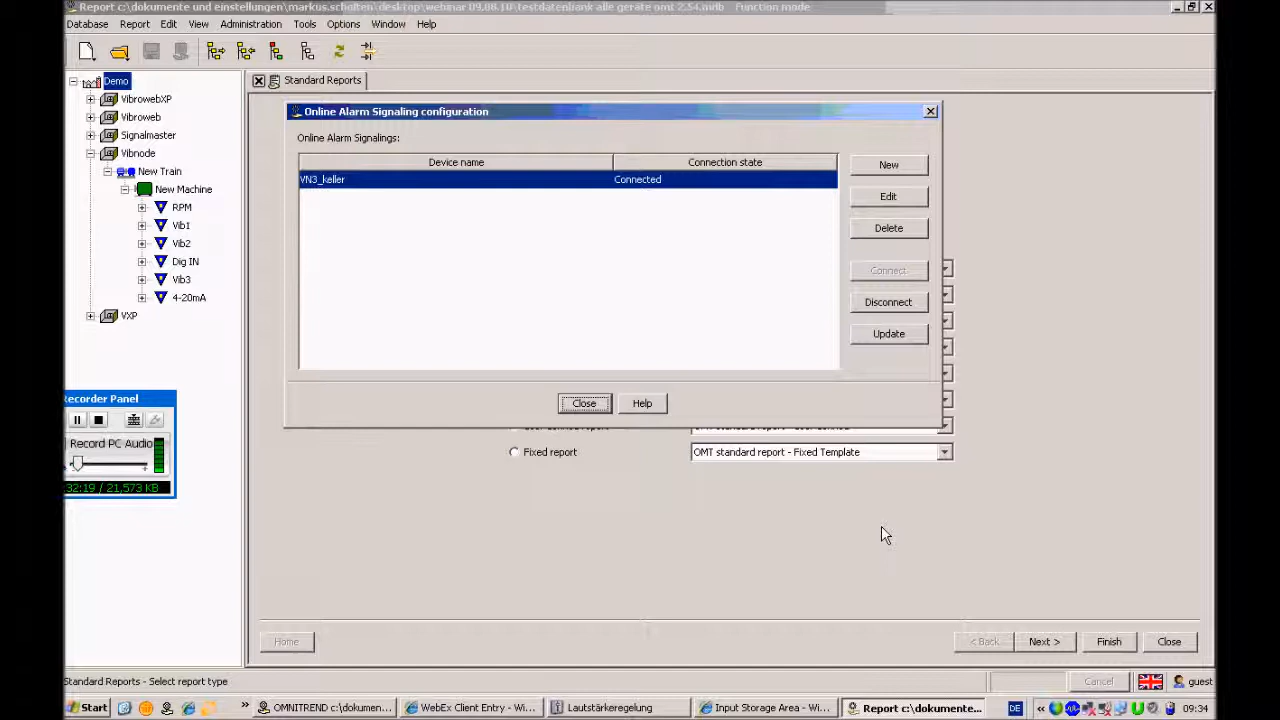 Report c:\dokumente und einstellungen\markus.scholten\desktop\webinar 09.08.10\testdatenbank alle geräte omt 2.54.mdb - Function mode
Database Report Edit View Administration Tools Options Window Help
Demo
VibrowebXP
Vibroweb
Signalmaster
Vibnode
New Train
New Machine
RPM
Vib1
Vib2
Dig IN
Vib3
4-20mA
VXP
Standard Reports
Online Alarm Signaling configuration
Online Alarm Signalings:
Device name Connection state
VN3_keller Connected
New
Edit
Delete
Connect
Disconnect
Update
Close Help
Fixed report OMT standard report - Fixed Template
Recorder Panel
Record PC Audio
32:19 / 21,573 KB
Home < Back Next > Finish Close
Standard Reports - Select report type Cancel guest
Start » OMNITREND c:\dokumen... WebEx Client Entry - Wi... Lautstärkeregelung Input Storage Area - Wi... Report c:\dokumente... DE « 09:34